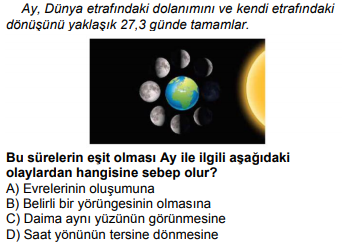 Ay, Dünya etrafındaki dolanımını ve kendi etrafındaki
dönüşünü yaklaşık 27,3 günde tamamlar.
Bu sürelerin eşit olması Ay ile ilgili aşağıdaki
olaylardan hangisine sebep olur?
A) Evrelerinin oluşumuna
B) Belirli bir yörüngesinin olmasına
C) Daima aynı yüzünün görünmesine
D) Saat yönünün tersine dönmesine